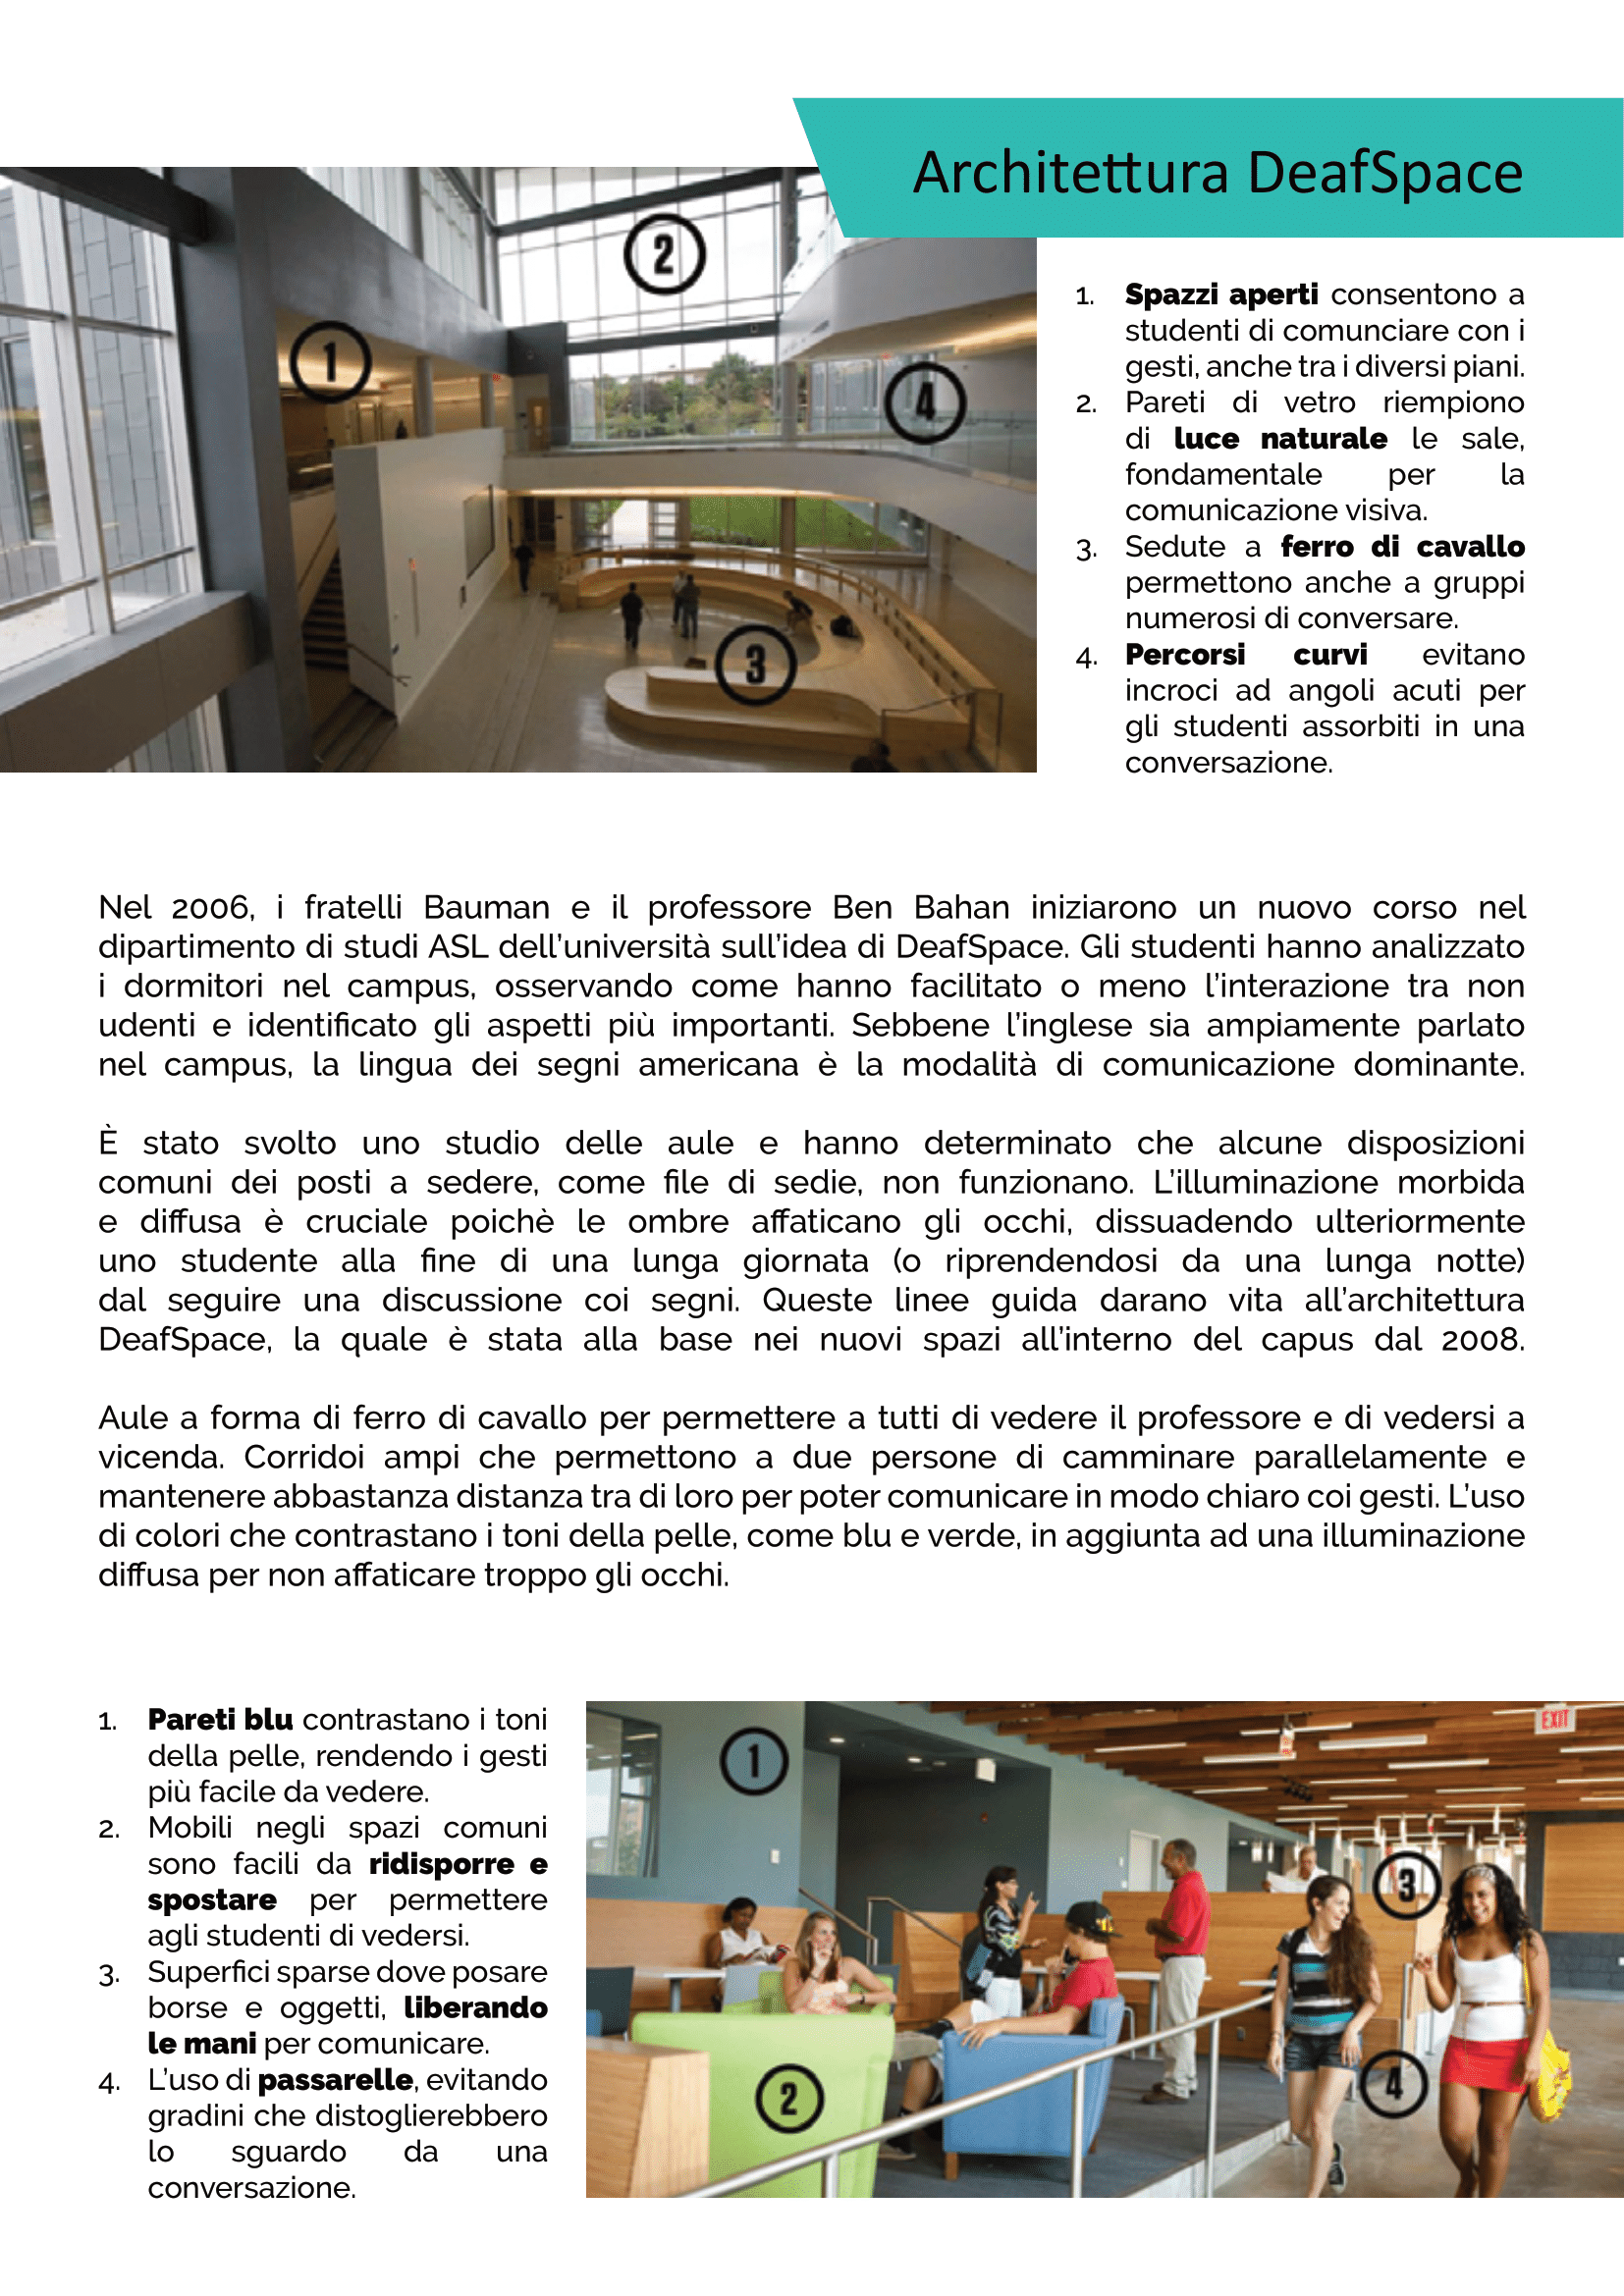 Architettura DeafSpace
2
1
4
3
1. Spazzi aperti consentono a
studenti di comunciare con i
gesti, anche tra i diversi piani.
2. Pareti di vetro riempiono
di luce naturale le sale,
fondamentale per la
comunicazione visiva.
3. Sedute a ferro di cavallo
permettono anche a gruppi
numerosi di conversare.
4. Percorsi curvi evitano
incroci ad angoli acuti per
gli studenti assorbiti in una
conversazione.
Nel 2006, i fratelli Bauman e il professore Ben Bahan iniziarono un nuovo corso nel
dipartimento di studi ASL dell'università sull'idea di DeafSpace. Gli studenti hanno analizzato
i dormitori nel campus, osservando come hanno facilitato o meno l'interazione tra non
udenti e identificato gli aspetti più importanti. Sebbene l'inglese sia ampiamente parlato
nel campus, la lingua dei segni americana è la modalità di comunicazione dominante.
È stato svolto uno studio delle aule e hanno determinato che alcune disposizioni
comuni dei posti a sedere, come file di sedie, non funzionano. L'illuminazione morbida
e diffusa è cruciale poichè le ombre affaticano gli occhi, dissuadendo ulteriormente
uno studente alla fine di una lunga giornata (o riprendendosi da una lunga notte)
dal seguire una discussione coi segni. Queste linee guida darano vita all'architettura
DeafSpace, la quale è stata alla base nei nuovi spazi all'interno del capus dal 2008.
Aule a forma di ferro di cavallo per permettere a tutti di vedere il professore e di vedersi a
vicenda. Corridoi ampi che permettono a due persone di camminare parallelamente e
mantenere abbastanza distanza tra di loro per poter comunicare in modo chiaro coi gesti. L'uso
di colori che contrastano i toni della pelle, come blu e verde, in aggiunta ad una illuminazione
diffusa per non affaticare troppo gli occhi.
1. Pareti blu contrastano i toni
della pelle, rendendo i gesti
più facile da vedere.
2. Mobili negli spazi comuni
sono facili da ridisporre e
spostare per permettere
agli studenti di vedersi.
3. Superfici sparse dove posare
borse e oggetti, liberando
le mani per comunicare.
4. L'uso di passarelle, evitando
gradini che distoglierebbero
lo sguardo da una
conversazione.
EXIT
1
3
2
4